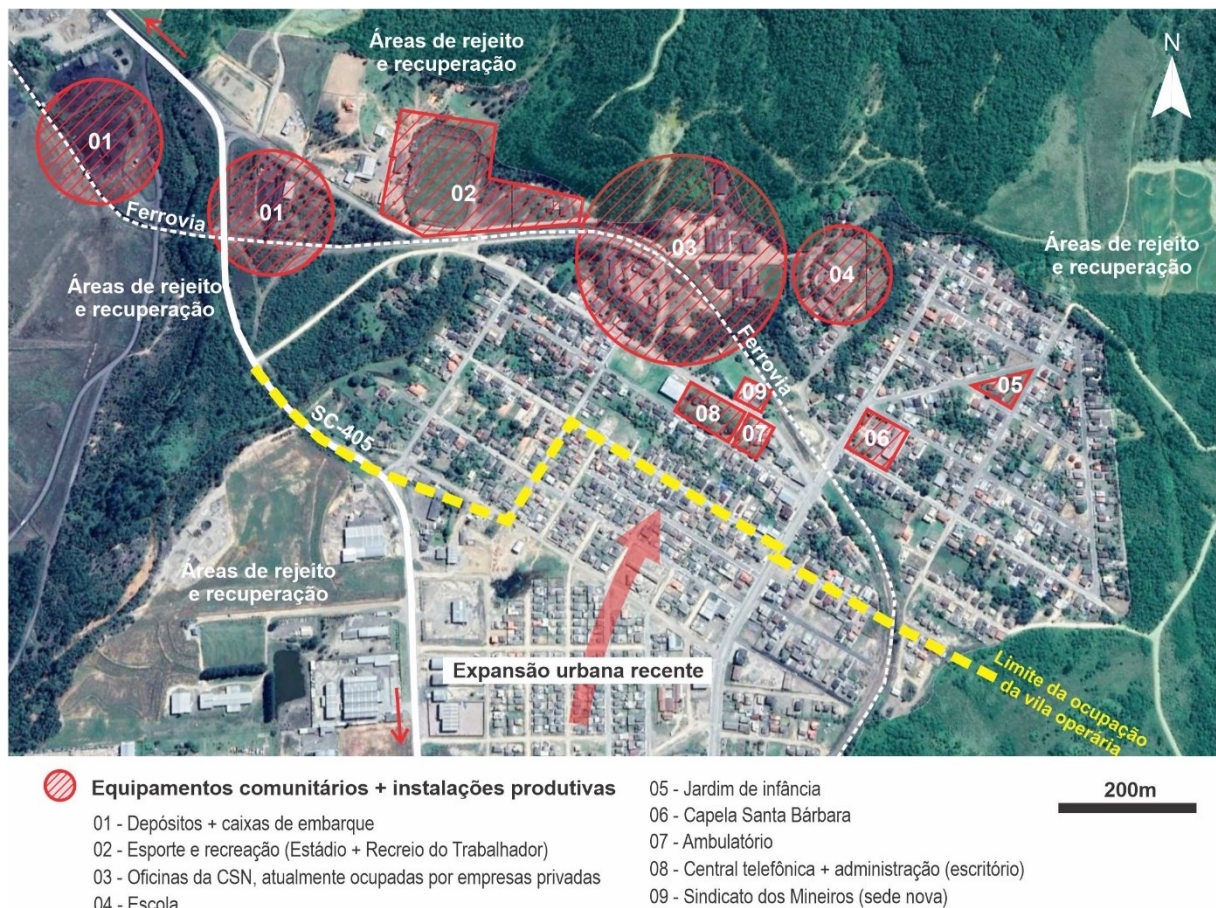 Áreas de rejeito
e recuperação
N
01
01
02
Ferrovia
03
04
Áreas de rejeito
e recuperação
Áreas de rejeito
e recuperação
Ferrovia
05
09
08
07
06
SC-405
Áreas de rejeito
e recuperação
Expansão urbana recente
Limite da ocupação
da vila operária
Equipamentos comunitários + instalações produtivas
01 - Depósitos + caixas de embarque
02 - Esporte e recreação (Estádio + Recreio do Trabalhador)
03 - Oficinas da CSN, atualmente ocupadas por empresas privadas
04 - Escola
05 - Jardim de infância
06 - Capela Santa Bárbara
07 - Ambulatório
08 - Central telefônica + administração (escritório)
09 - Sindicato dos Mineiros (sede nova)
200m